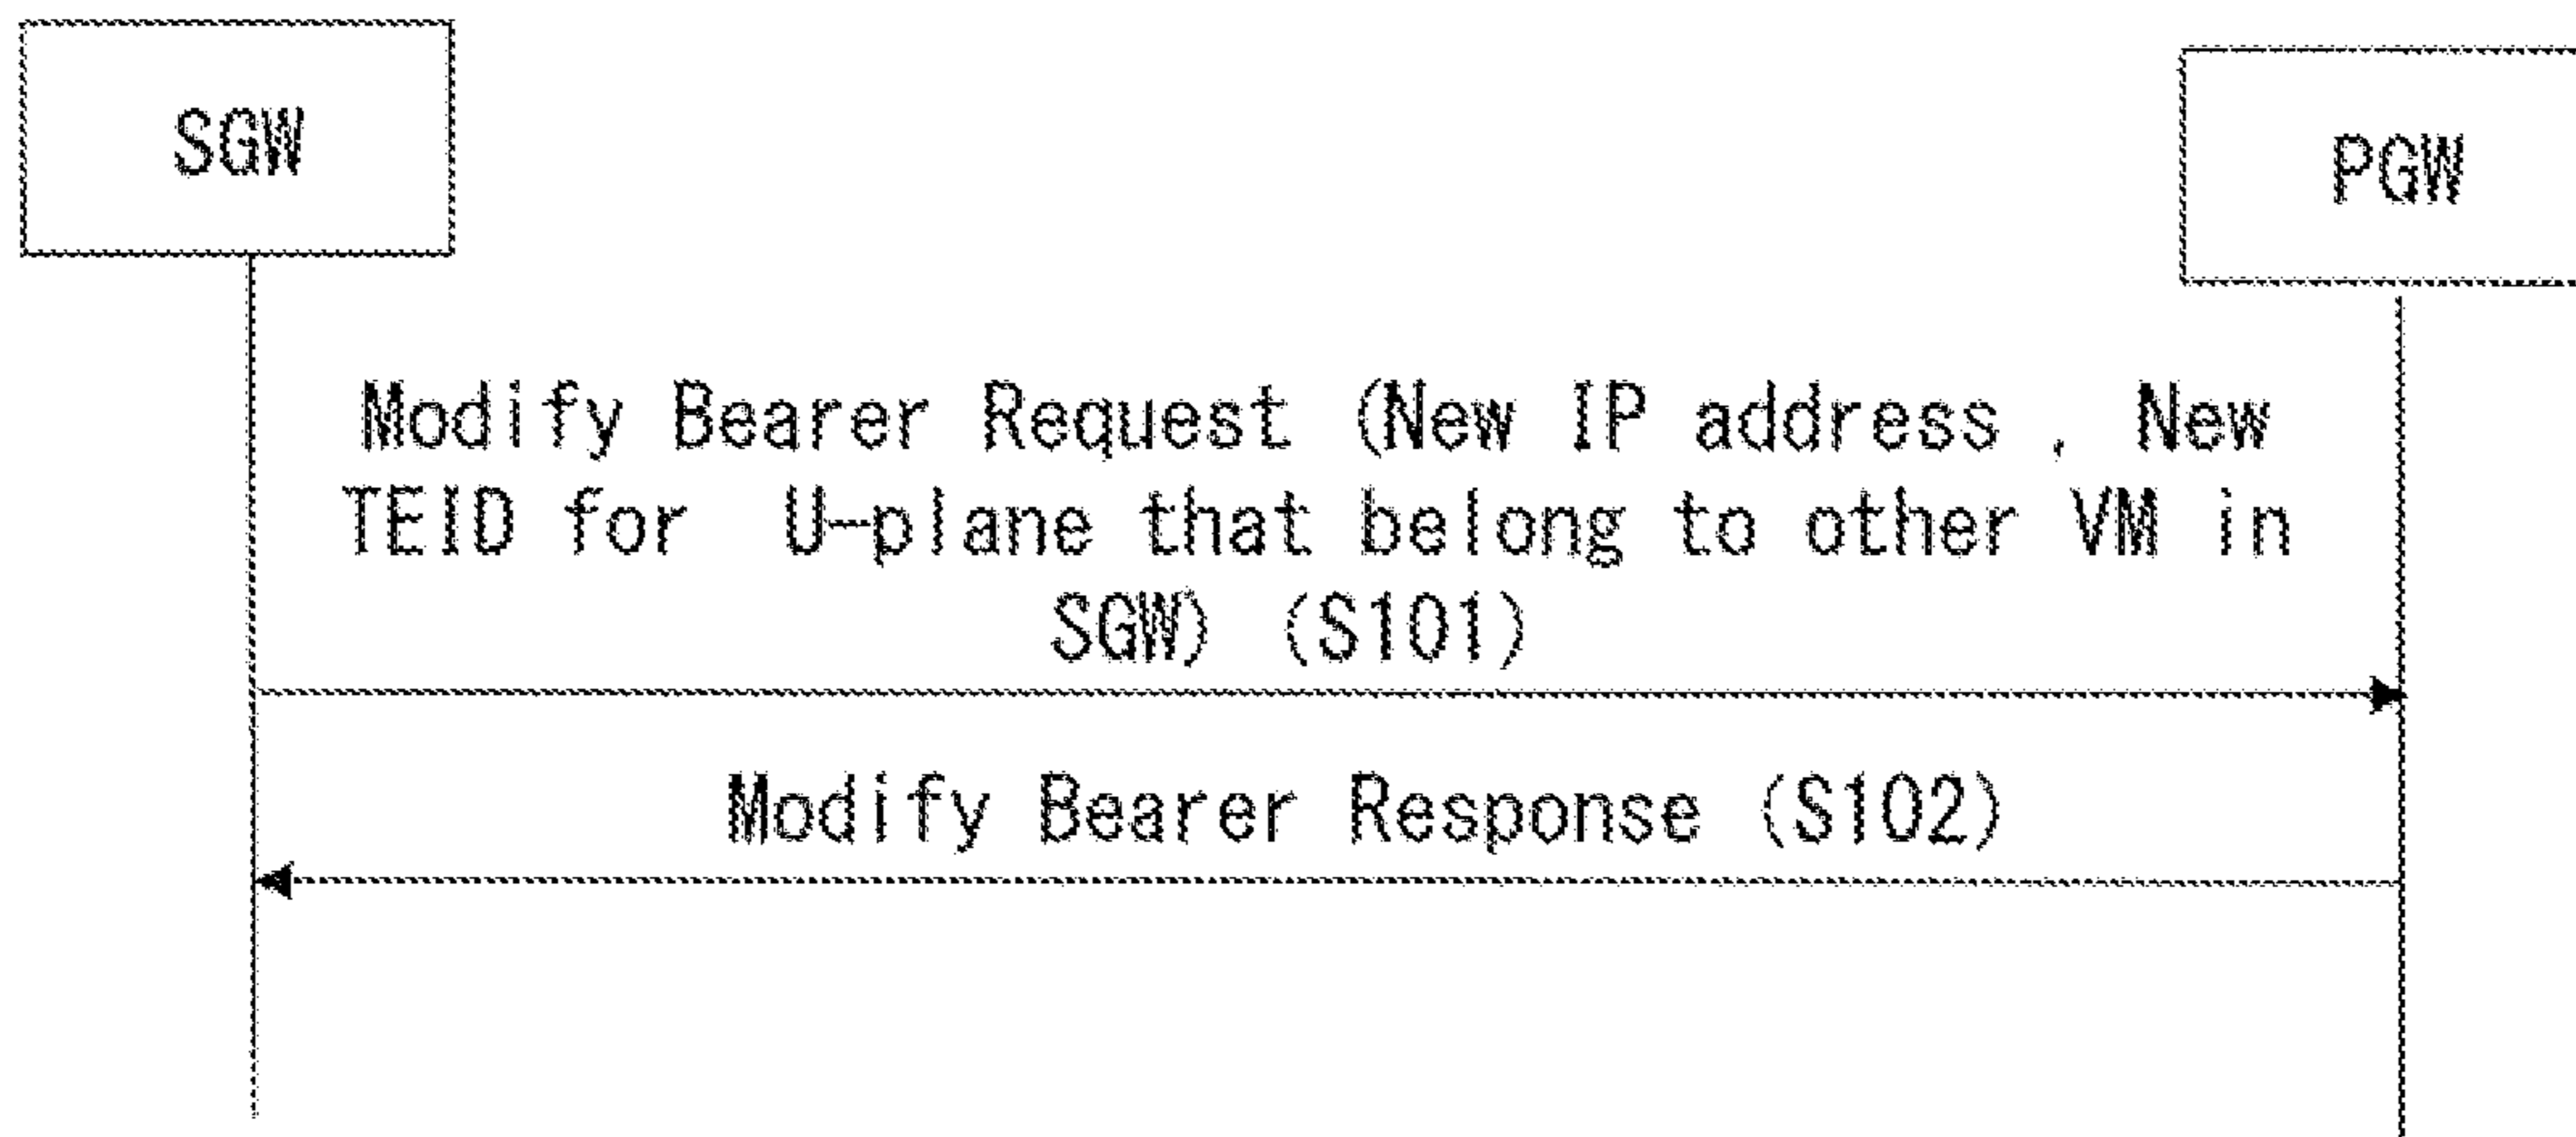 SGW
PGW
Modify Bearer Request (New IP address , New
TEID for U-plane that belong to other VM in
SGW) (S101)
Modify Bearer Response (S102)